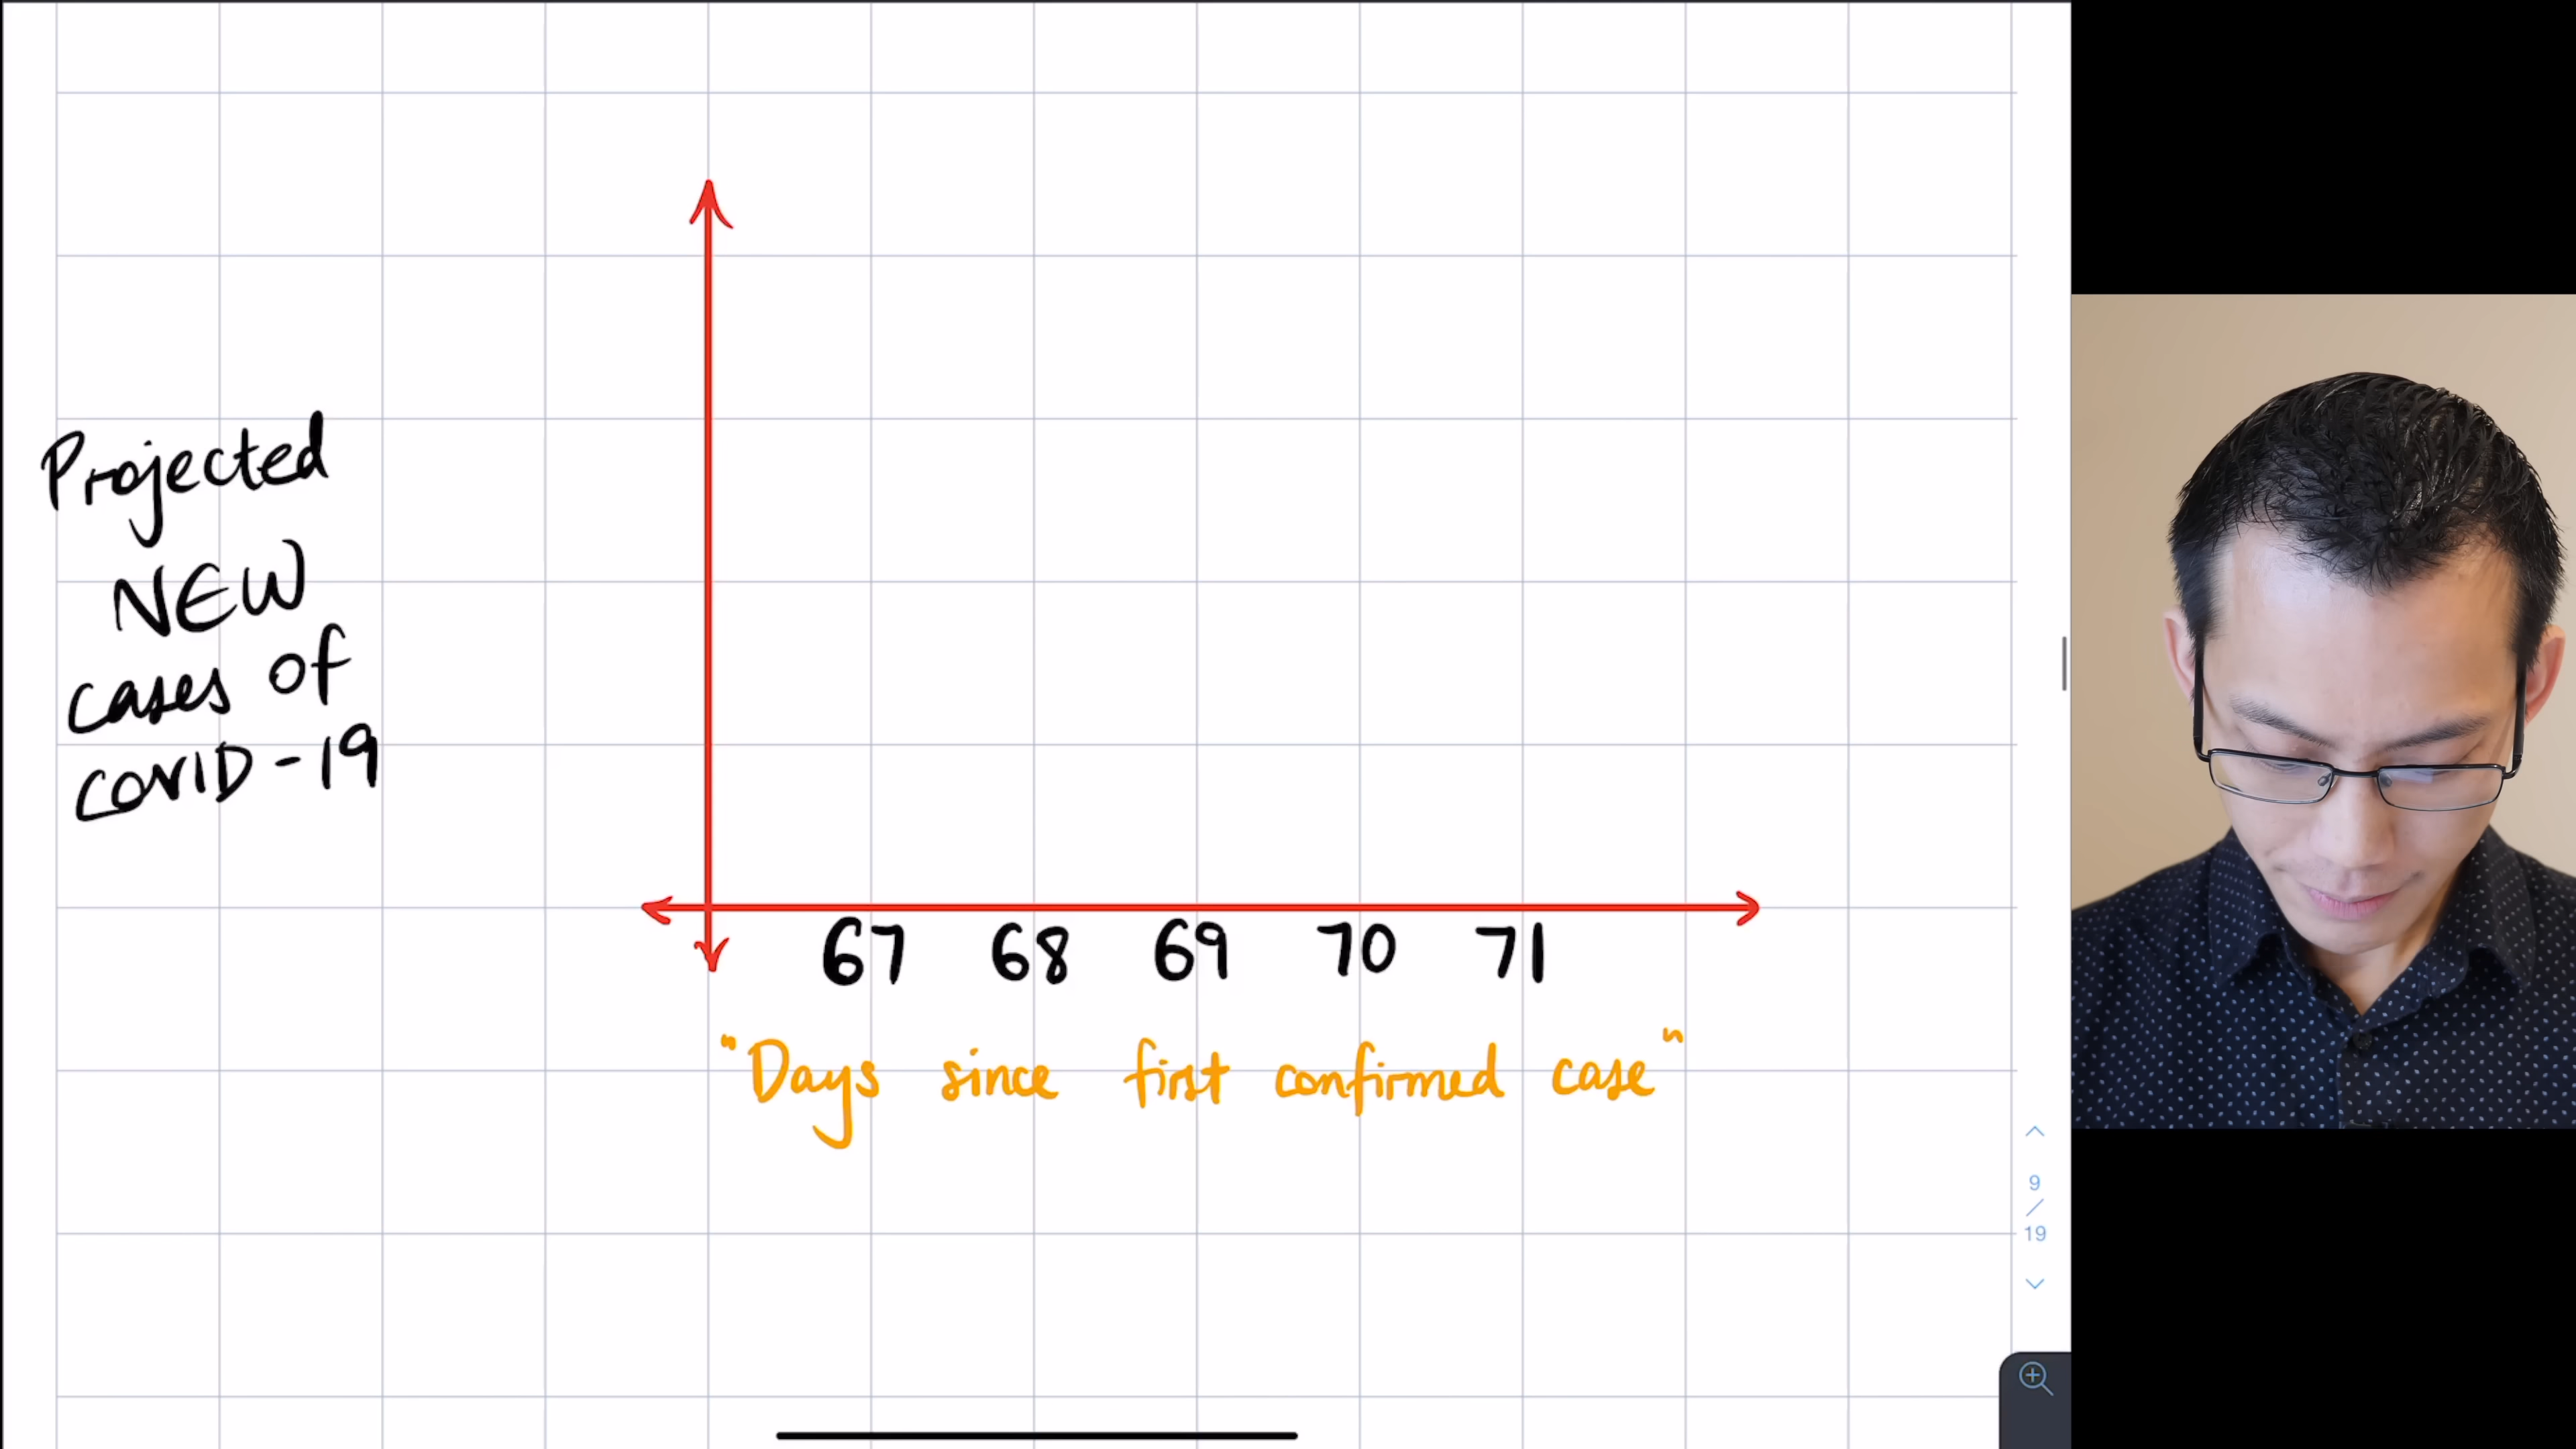 Projected
NEW
cases of
COVID-19
67 68 69 70 71
"Days since first confirmed case"
9
/
19